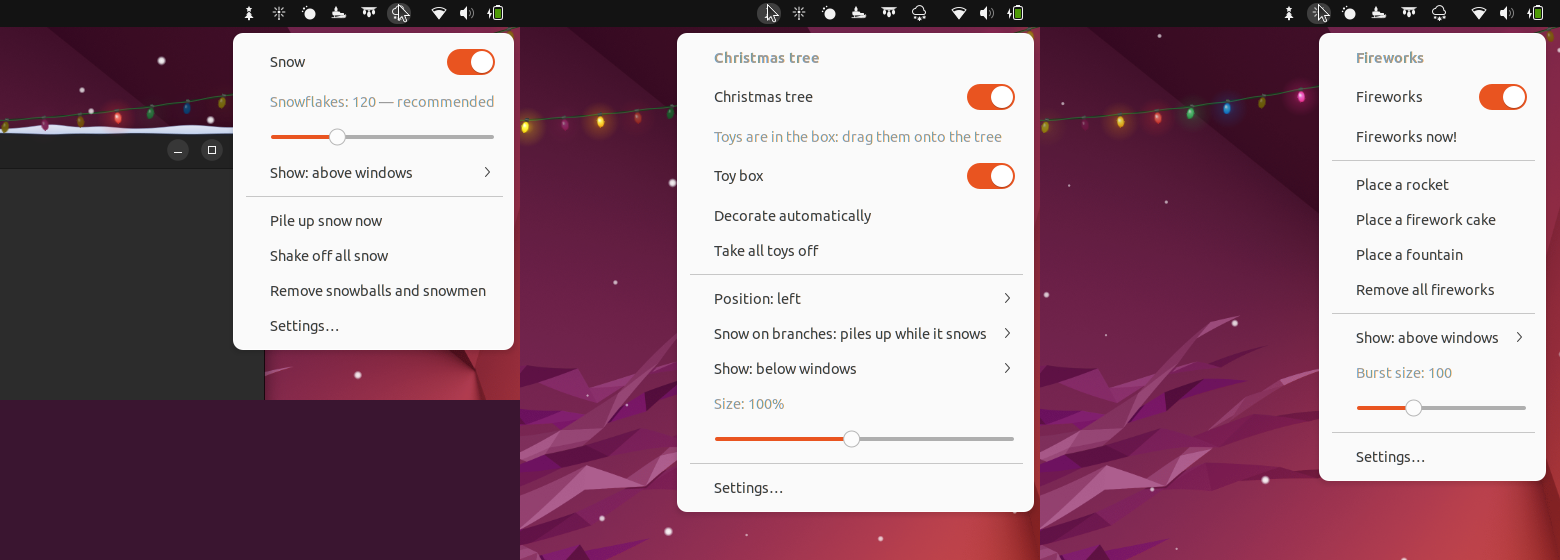 Snow
Snowflakes: 120 — recommended
Show: above windows
Pile up snow now
Shake off all snow
Remove snowballs and snowmen
Settings…
Christmas tree
Christmas tree
Toys are in the box: drag them onto the tree
Toy box
Decorate automatically
Take all toys off
Position: left
Snow on branches: piles up while it snows
Show: below windows
Size: 100%
Settings…
Fireworks
Fireworks
Fireworks now!
Place a rocket
Place a firework cake
Place a fountain
Remove all fireworks
Show: above windows
Burst size: 100
Settings…